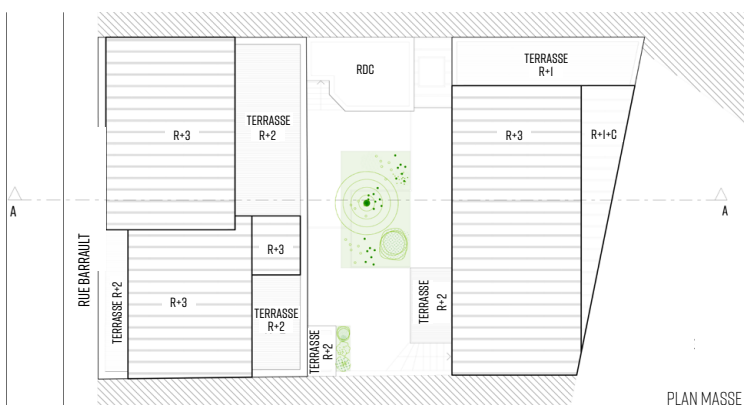 RDC
TERRASSE
R+1
TERRASSE
R+2
R+3
R+3
R+1+C
A
A
RUE BARRAULT
R+3
TERRASSE R+2
R+3
TERRASSE
R+2
TERRASSE
R+2
TERRASSE
R+2
PLAN MASSE